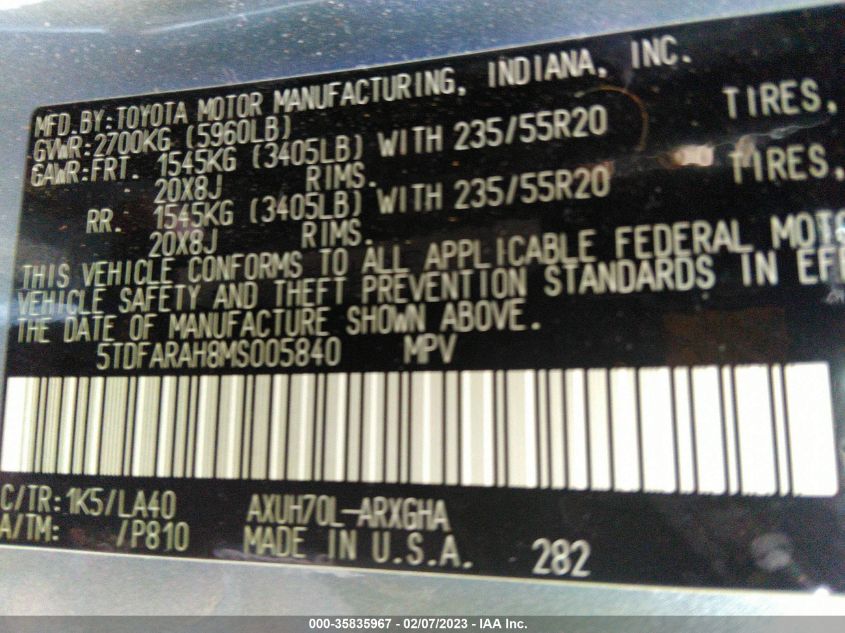 MFD.BY:TOYOTA MOTOR MANUFACTURING, INDIANA, INC.
GVWR:2700KG (5960LB)
GAWR:FRT. 1545KG (3405LB) WITH 235/55R20 TIRES,
20X8J RIMS.
RR. 1545KG (3405LB) WITH 235/55R20 TIRES,
20X8J RIMS.
THIS VEHICLE CONFORMS TO ALL APPLICABLE FEDERAL MOTO
VEHICLE SAFETY AND THEFT PREVENTION STANDARDS IN EFF
THE DATE OF MANUFACTURE SHOWN ABOVE.
5TDFARAH8MS005840 MPV
C/TR:1K5/LA40 AXUH70L-ARXGHA
A/TM: /P810 MADE IN U.S.A. 282
000-35835967 - 02/07/2023 - IAA Inc.